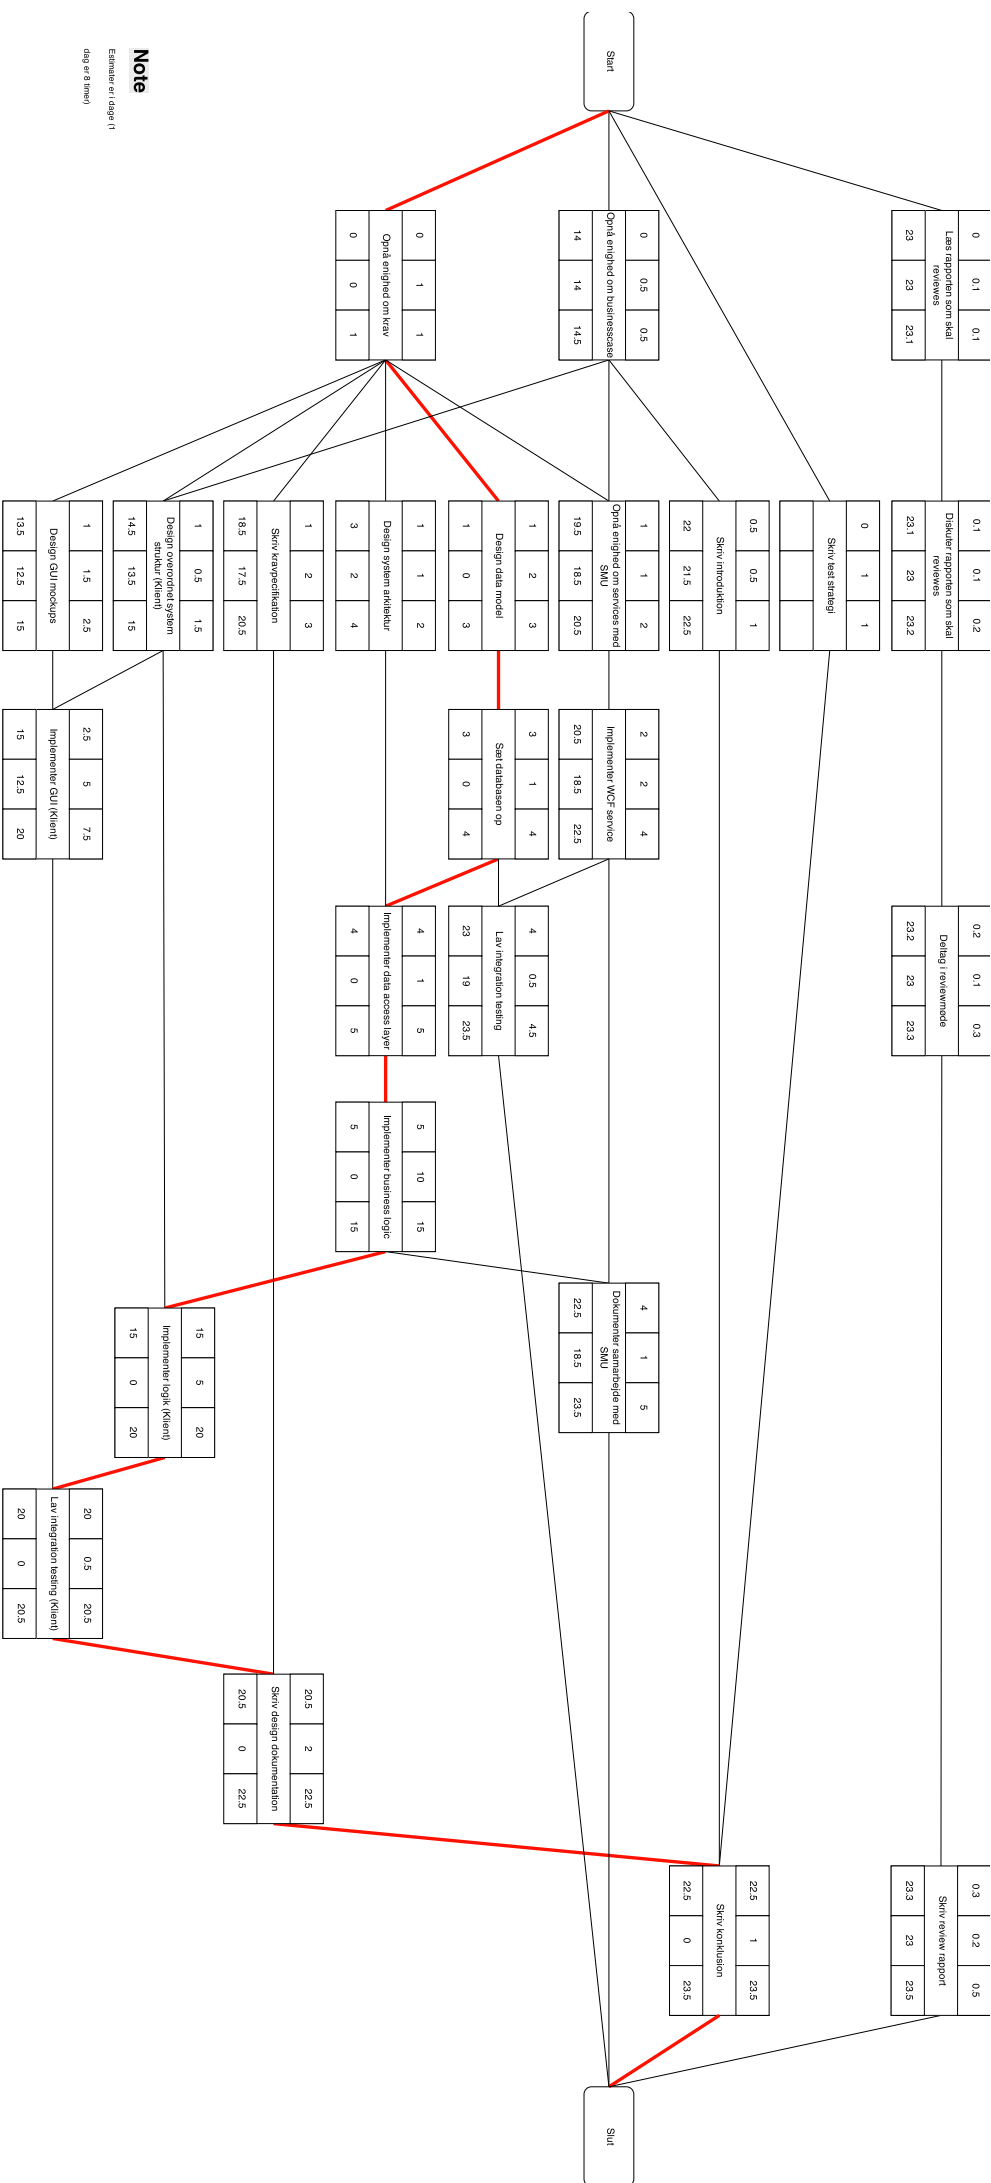 0 0.1 0.1
Læs rapporten som skal
reviewes
23 23 23.1
0.1 0.1 0.2
Diskuter rapporten som skal
reviewes
23.1 23 23.2
0.2 0.1 0.3
Deltag i reviewmøde
23.2 23 23.3
0.3 0.2 0.5
Skriv review rapport
23.3 23 23.5
0 1 1
Skriv test strategi
0.5 0.5 1
Skriv introduktion
22 21.5 22.5
22.5 1 23.5
Skriv konklusion
22.5 0 23.5
Start
0 0.5 0.5
Opnå enighed om businesscase
14 14 14.5
1 1 2
Opnå enighed om services med
SMU
19.5 18.5 20.5
2 2 4
Implementer WCF service
20.5 18.5 22.5
4 1 5
Dokumenter samarbejde med
SMU
22.5 18.5 23.5
Slut
1 2 3
Design data model
1 0 3
3 1 4
Sæt databasen op
3 0 4
4 0.5 4.5
Lav integration testing
23 19 23.5
0 1 1
Opnå enighed om krav
0 0 1
1 1 2
Design system arkitektur
3 2 4
4 1 5
Implementer data access layer
4 0 5
5 10 15
Implementer business logic
5 0 15
1 2 3
Skriv kravpecifikation
18.5 17.5 20.5
20.5 2 22.5
Skriv design dokumentation
20.5 0 22.5
1 0.5 1.5
Design overordnet system
struktur (Klient)
14.5 13.5 15
15 5 20
Implementer logik (Klient)
15 0 20
Note
Estimater er i dage (1
dag er 8 timer)
1 1.5 2.5
Design GUI mockups
13.5 12.5 15
2.5 5 7.5
Implementer GUI (Klient)
15 12.5 20
20 0.5 20.5
Lav integration testing (Klient)
20 0 20.5